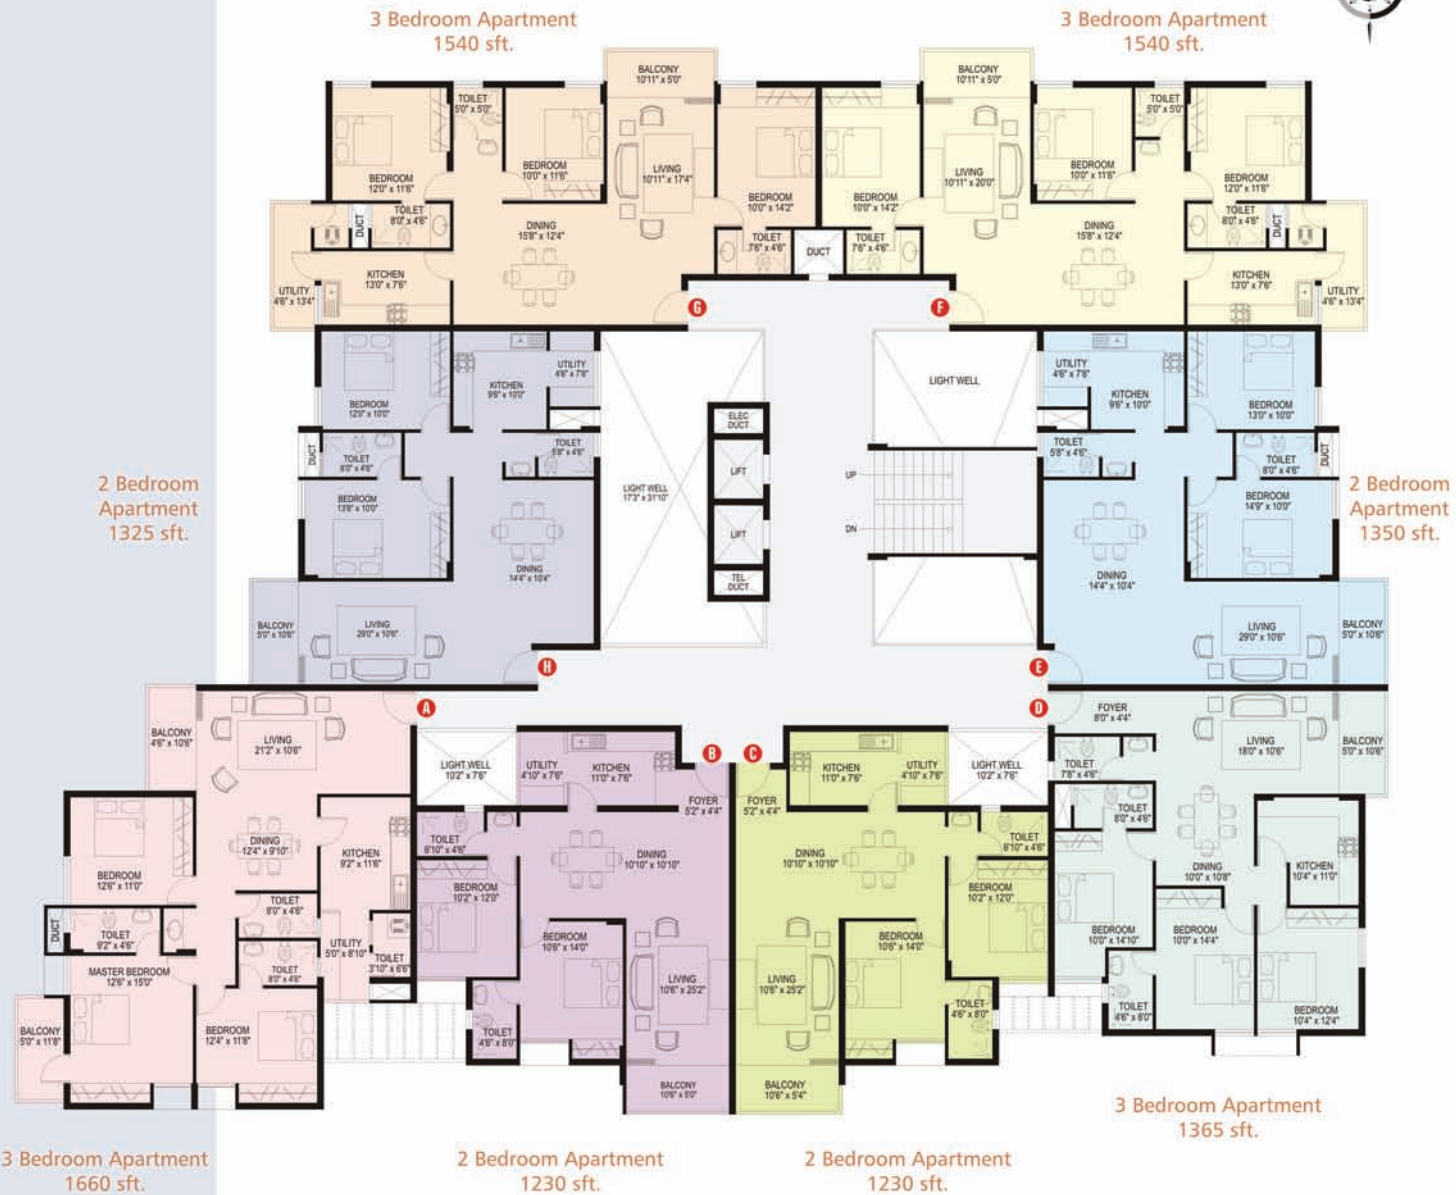 3 Bedroom Apartment
1540 sft.
3 Bedroom Apartment
1540 sft.
BALCONY
10'11" x 5'0"
BALCONY
10'11" x 5'0"
TOILET
5'0" x 5'0"
TOILET
5'0" x 5'0"
BEDROOM
12'0" x 11'6"
BEDROOM
10'0" x 11'6"
LIVING
10'11" x 17'4"
BEDROOM
10'0" x 14'2"
BEDROOM
10'0" x 14'2"
LIVING
10'11" x 20'0"
BEDROOM
10'0" x 11'6"
BEDROOM
12'0" x 11'6"
DUCT
TOILET
8'0" x 4'6"
DINING
15'8" x 12'4"
TOILET
7'6" x 4'6"
DUCT
TOILET
7'6" x 4'6"
DINING
15'8" x 12'4"
TOILET
8'0" x 4'6"
DUCT
KITCHEN
13'0" x 7'6"
UTILITY
4'6" x 13'4"
KITCHEN
13'0" x 7'6"
UTILITY
4'6" x 13'4"
G
F
BEDROOM
12'0" x 10'0"
KITCHEN
9'6" x 10'0"
UTILITY
4'6" x 7'8"
LIGHT WELL
UTILITY
4'6" x 7'8"
KITCHEN
9'6" x 10'0"
BEDROOM
13'0" x 10'0"
ELEC
DUCT
DUCT
TOILET
8'0" x 4'6"
TOILET
5'8" x 4'6"
LIFT
UP
TOILET
5'8" x 4'6"
TOILET
8'0" x 4'6"
DUCT
2 Bedroom
Apartment
1325 sft.
BEDROOM
13'8" x 10'0"
LIGHT WELL
17'3" x 31'10"
LIFT
DN
BEDROOM
14'9" x 10'0"
2 Bedroom
Apartment
1350 sft.
DINING
14'4" x 10'4"
TEL
DUCT
DINING
14'4" x 10'4"
BALCONY
5'0" x 10'6"
LIVING
29'0" x 10'6"
LIVING
29'0" x 10'6"
BALCONY
5'0" x 10'6"
H
E
A
D
BALCONY
4'6" x 10'6"
LIVING
21'2" x 10'6"
FOYER
8'0" x 4'4"
LIVING
18'0" x 10'6"
BALCONY
5'0" x 10'6"
B
C
LIGHT WELL
10'2" x 7'6"
UTILITY
4'10" x 7'6"
KITCHEN
11'0" x 7'6"
KITCHEN
11'0" x 7'6"
UTILITY
4'10" x 7'6"
LIGHT WELL
10'2" x 7'6"
TOILET
7'8" x 4'6"
FOYER
5'2" x 4'4"
FOYER
5'2" x 4'4"
TOILET
8'0" x 4'6"
DINING
12'4" x 9'10"
KITCHEN
9'2" x 11'6"
TOILET
6'10" x 4'6"
DINING
10'10" x 10'10"
DINING
10'10" x 10'10"
TOILET
6'10" x 4'6"
DINING
10'0" x 10'8"
KITCHEN
10'4" x 11'0"
BEDROOM
12'6" x 11'0"
BEDROOM
10'2" x 12'0"
BEDROOM
10'2" x 12'0"
DUCT
TOILET
9'2" x 4'6"
TOILET
8'0" x 4'6"
UTILITY
5'0" x 8'10"
TOILET
3'10" x 6'6"
BEDROOM
10'6" x 14'0"
BEDROOM
10'6" x 14'0"
BEDROOM
10'0" x 14'10"
BEDROOM
10'0" x 14'4"
MASTER BEDROOM
12'6" x 15'0"
TOILET
8'0" x 4'6"
LIVING
10'6" x 25'2"
LIVING
10'6" x 25'2"
BALCONY
5'0" x 11'8"
BEDROOM
12'4" x 11'8"
TOILET
4'6" x 8'0"
TOILET
4'6" x 8'0"
TOILET
4'6" x 8'0"
BEDROOM
10'4" x 12'4"
BALCONY
10'6" x 5'0"
BALCONY
10'6" x 5'4"
3 Bedroom Apartment
1365 sft.
3 Bedroom Apartment
1660 sft.
2 Bedroom Apartment
1230 sft.
2 Bedroom Apartment
1230 sft.